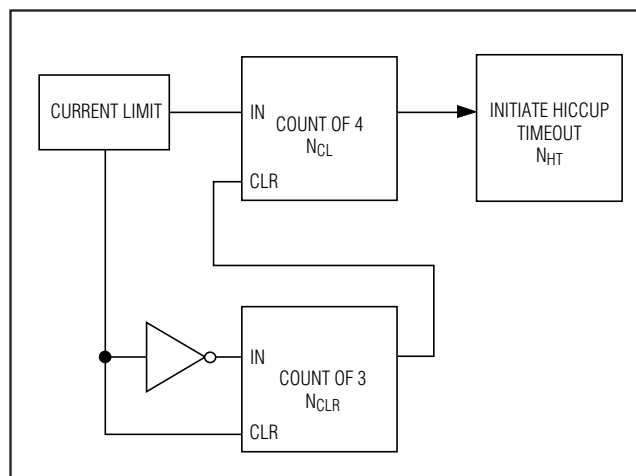 CURRENT LIMIT
IN
COUNT OF 4
NCL
CLR
INITIATE HICCUP
TIMEOUT
NHT
IN
COUNT OF 3
NCLR
CLR